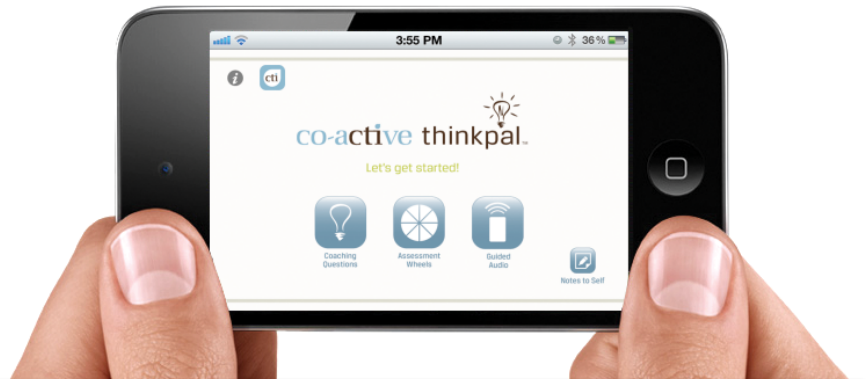 3:55 PM
36%
i
cti
co-active thinkpal™
Let's get started!
Coaching
Questions
Assessment
Wheels
Guided
Audio
Notes to Self